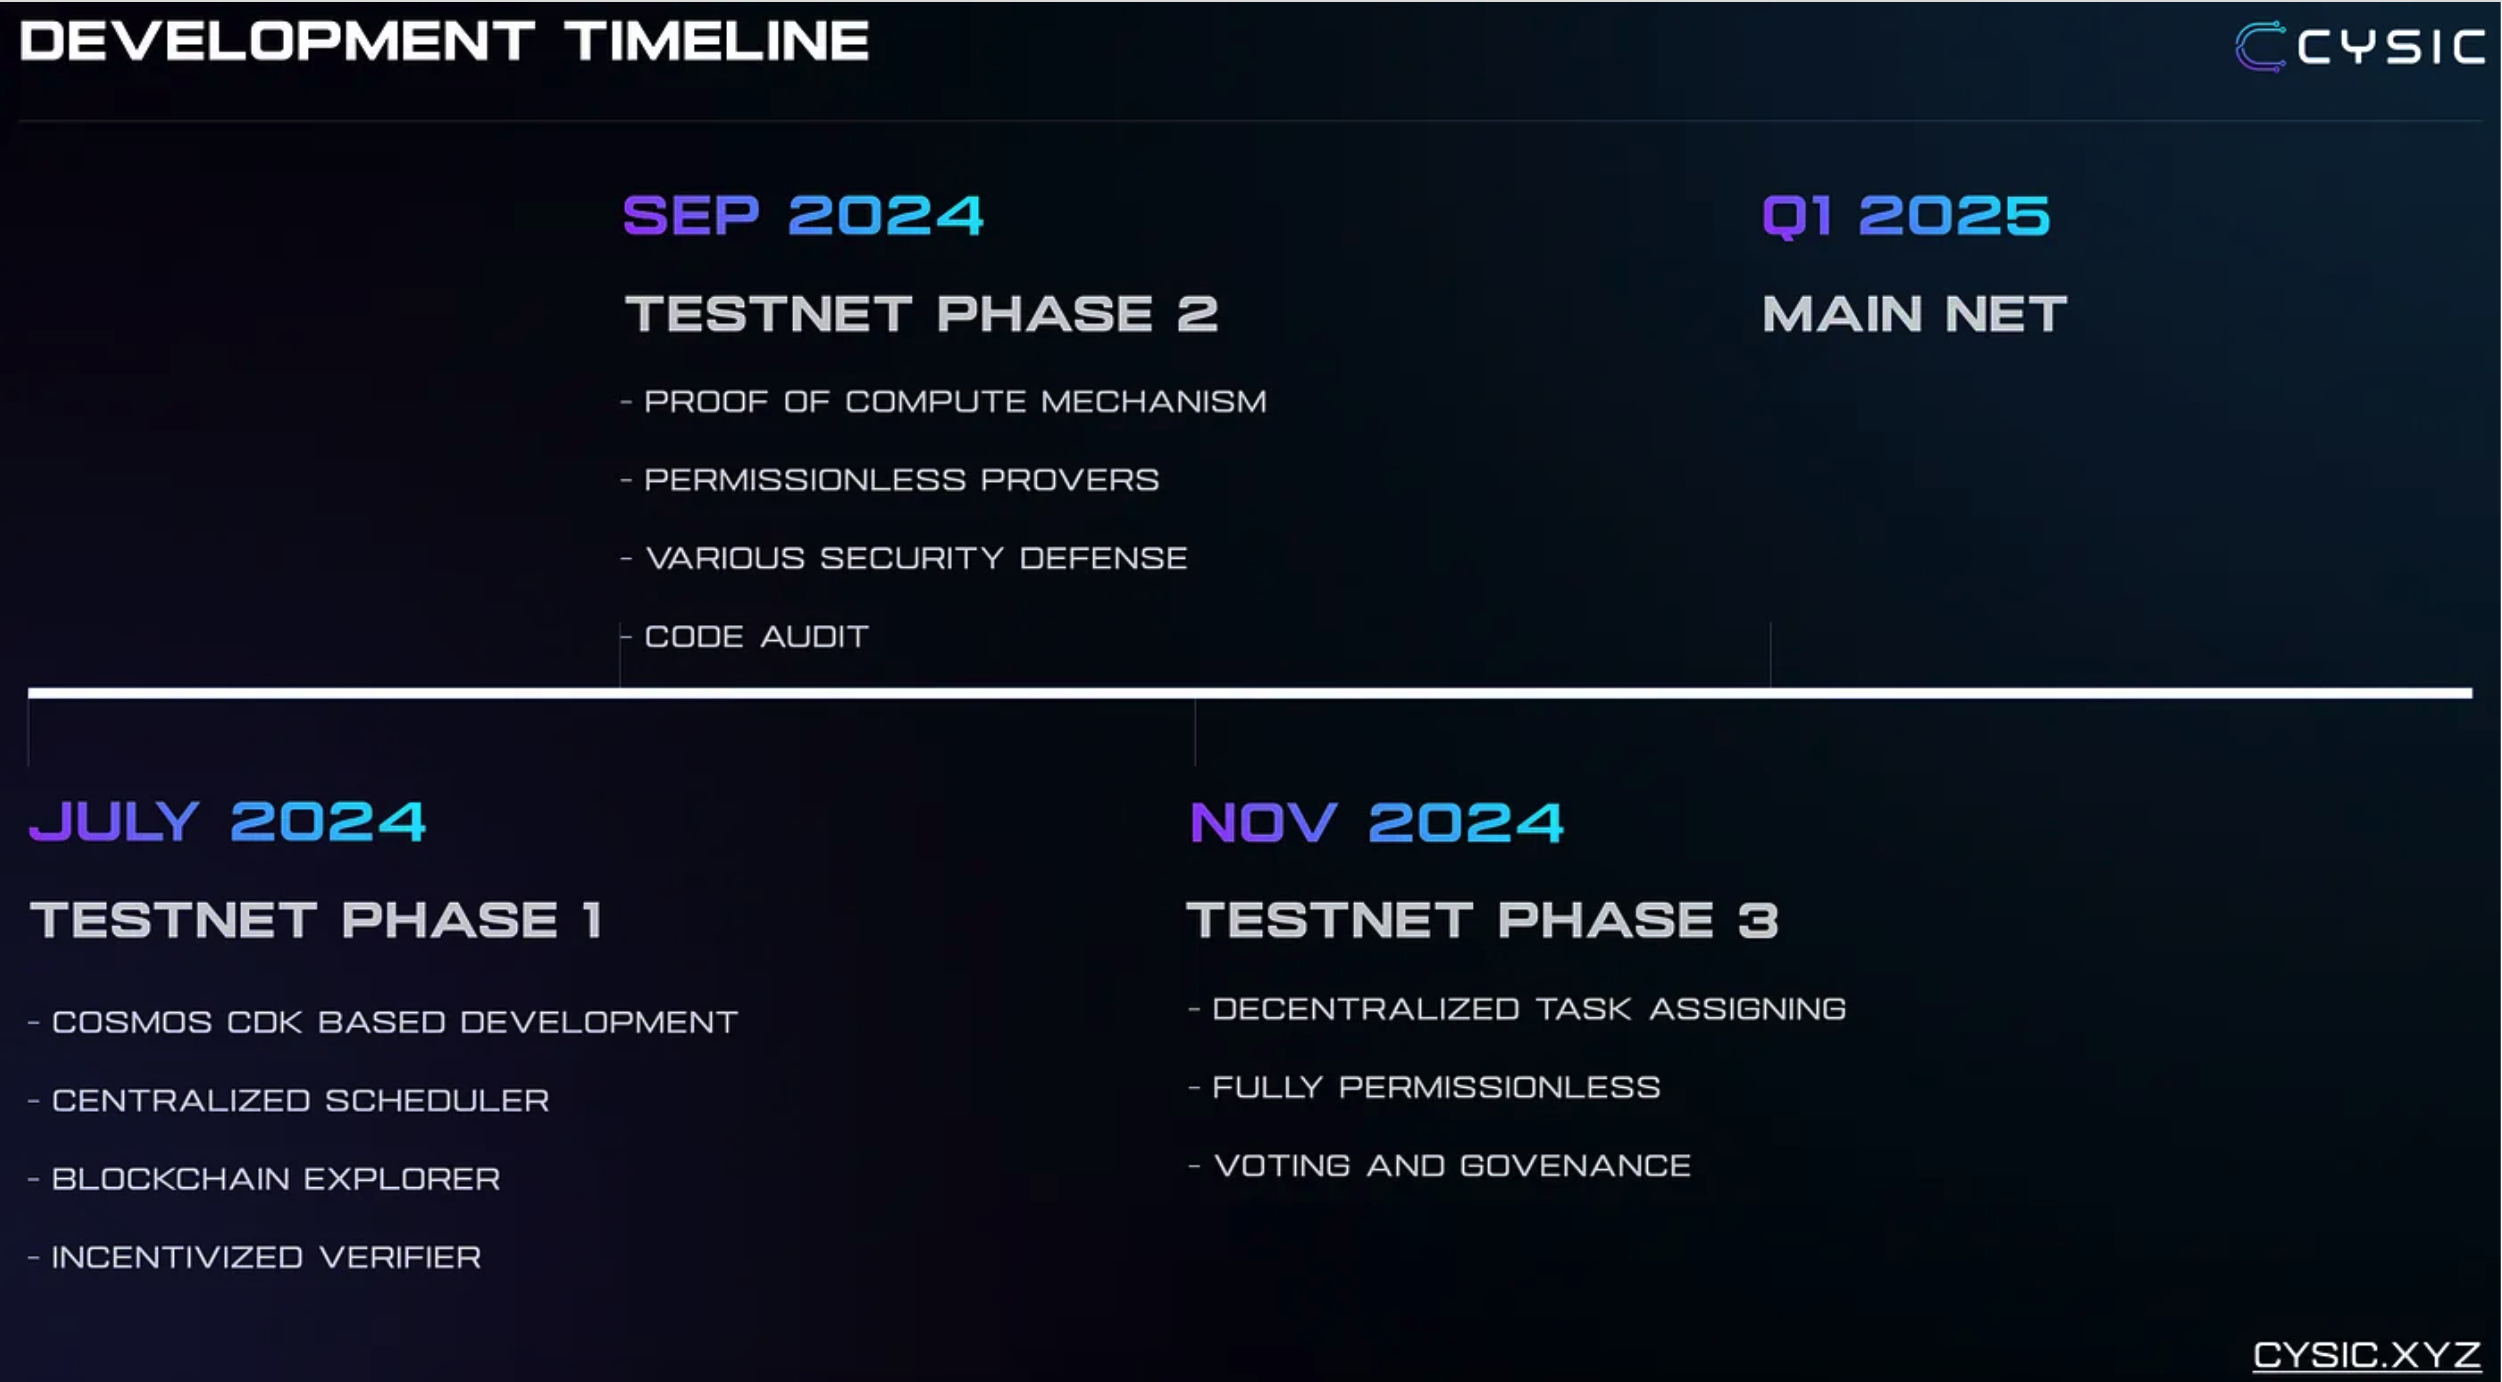 DEVELOPMENT TIMELINE
CYSIC
SEP 2024
TESTNET PHASE 2
- PROOF OF COMPUTE MECHANISM
- PERMISSIONLESS PROVERS
- VARIOUS SECURITY DEFENSE
- CODE AUDIT
Q1 2025
MAIN NET
JULY 2024
TESTNET PHASE 1
- COSMOS CDK BASED DEVELOPMENT
- CENTRALIZED SCHEDULER
- BLOCKCHAIN EXPLORER
- INCENTIVIZED VERIFIER
NOV 2024
TESTNET PHASE 3
- DECENTRALIZED TASK ASSIGNING
- FULLY PERMISSIONLESS
- VOTING AND GOVENANCE
CYSIC.XYZ